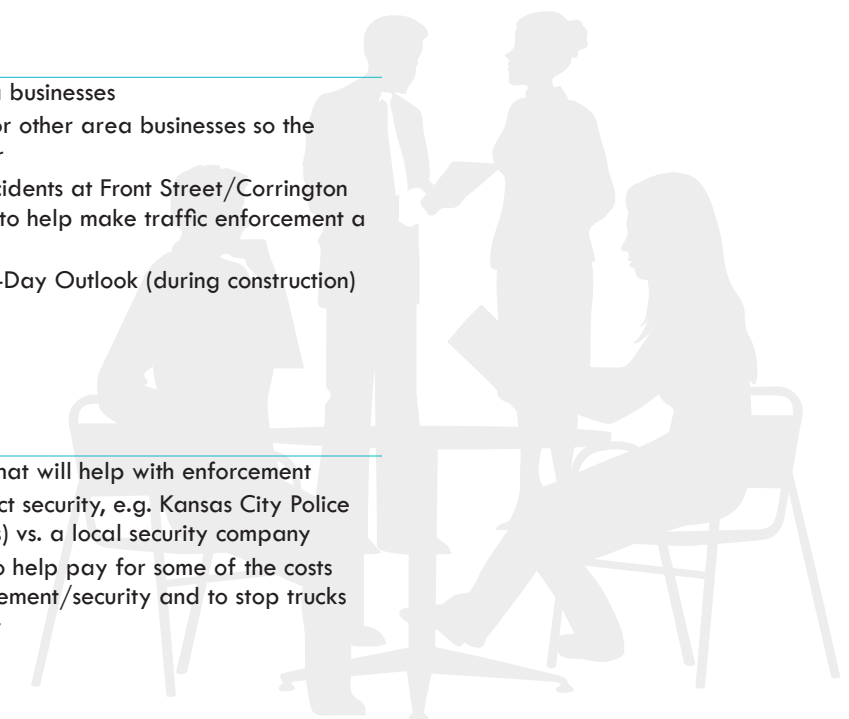 businesses
or other area businesses so the
cidents at Front Street/Corrington
to help make traffic enforcement a
-Day Outlook (during construction)
hat will help with enforcement
ct security, e.g. Kansas City Police
s) vs. a local security company
o help pay for some of the costs
ement/security and to stop trucks